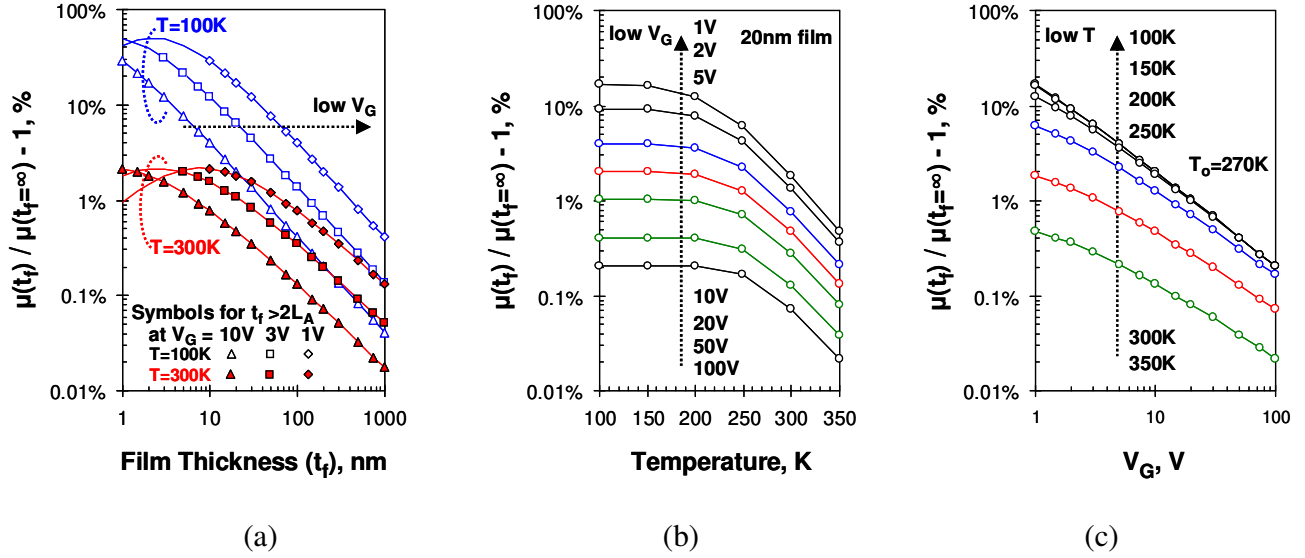 100%
10%
1%
0.1%
0.01%
μ(t_f) / μ(t_f=∞) - 1, %
T=100K
low V_G
T=300K
Symbols for t_f >2L_A
at V_G = 10V 3V 1V
T=100K
T=300K
1 10 100 1000
Film Thickness (t_f), nm
(a)
100%
10%
1%
0.1%
0.01%
μ(t_f) / μ(t_f=∞) - 1, %
low V_G
1V
2V
5V
20nm film
10V
20V
50V
100V
100 150 200 250 300 350
Temperature, K
(b)
100%
10%
1%
0.1%
0.01%
μ(t_f) / μ(t_f=∞) - 1, %
low T
100K
150K
200K
250K
T_o=270K
300K
350K
1 10 100
V_G, V
(c)